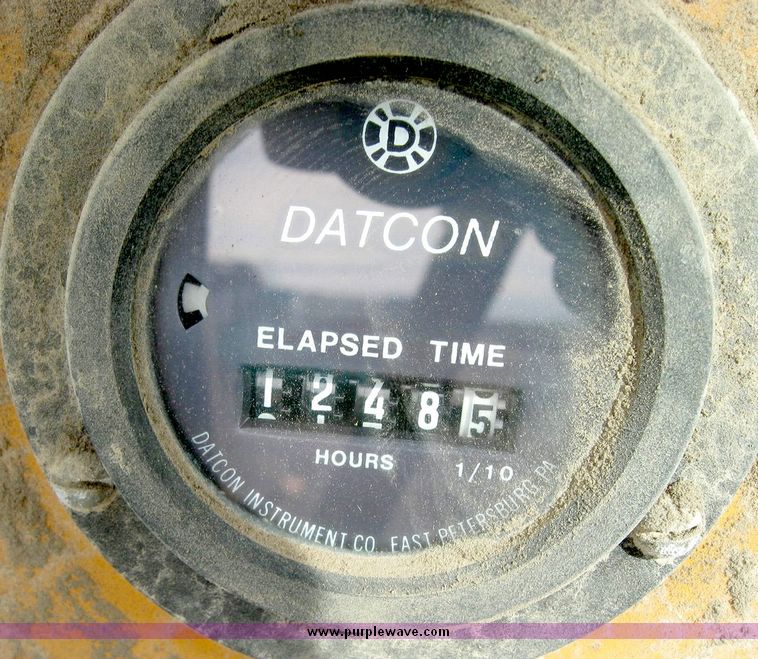 D
DATCON
ELAPSED TIME
12485
HOURS 1/10
DATCON INSTRUMENT CO. EAST PETERSBURG PA
www.purplewave.com